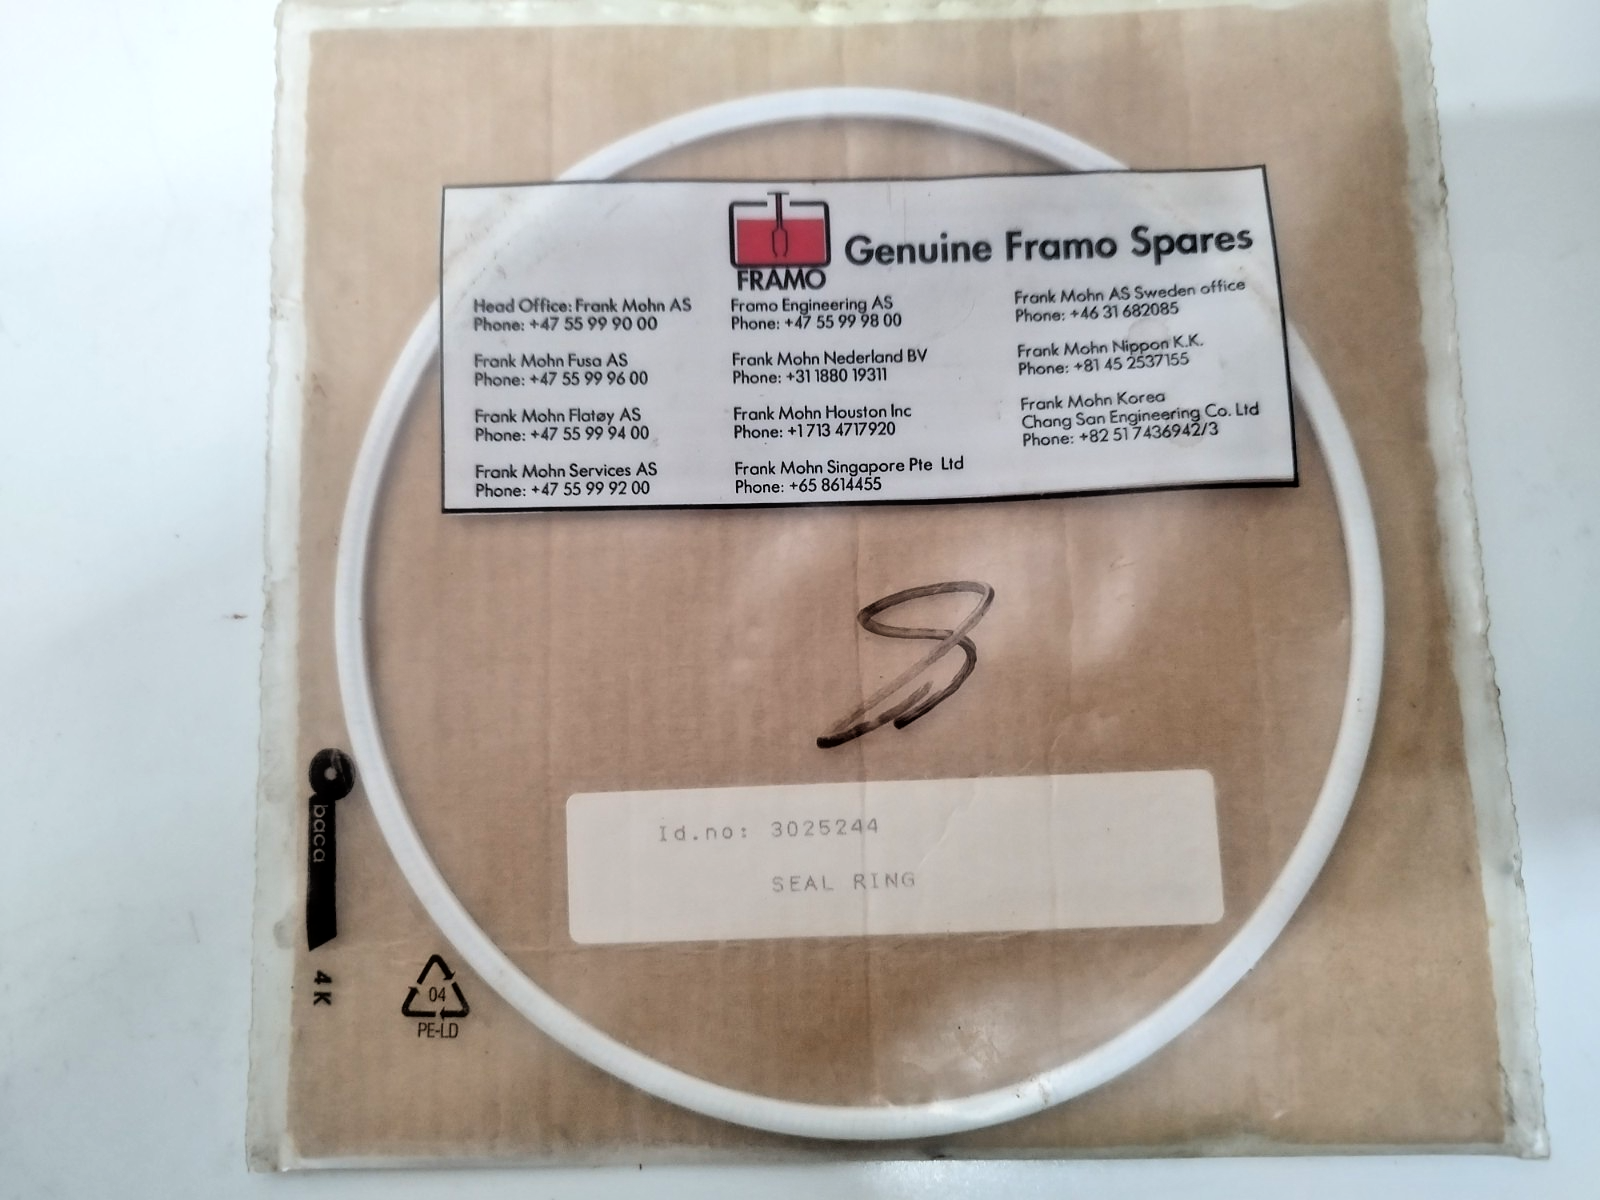 FRAMO
Genuine Framo Spares
Head Office: Frank Mohn AS
Phone: +47 55 99 90 00
Frank Mohn Fusa AS
Phone: +47 55 99 96 00
Frank Mohn Flatøy AS
Phone: +47 55 99 94 00
Frank Mohn Services AS
Phone: +47 55 99 92 00
Framo Engineering AS
Phone: +47 55 99 98 00
Frank Mohn Nederland BV
Phone: +31 1880 19311
Frank Mohn Houston Inc
Phone: +1 713 4717920
Frank Mohn Singapore Pte Ltd
Phone: +65 8614455
Frank Mohn AS Sweden office
Phone: +46 31 682085
Frank Mohn Nippon K.K.
Phone: +81 45 2537155
Frank Mohn Korea
Chang San Engineering Co. Ltd
Phone: +82 51 7436942/3
Id.no: 3025244
SEAL RING
baca
4 K
04
PE-LD